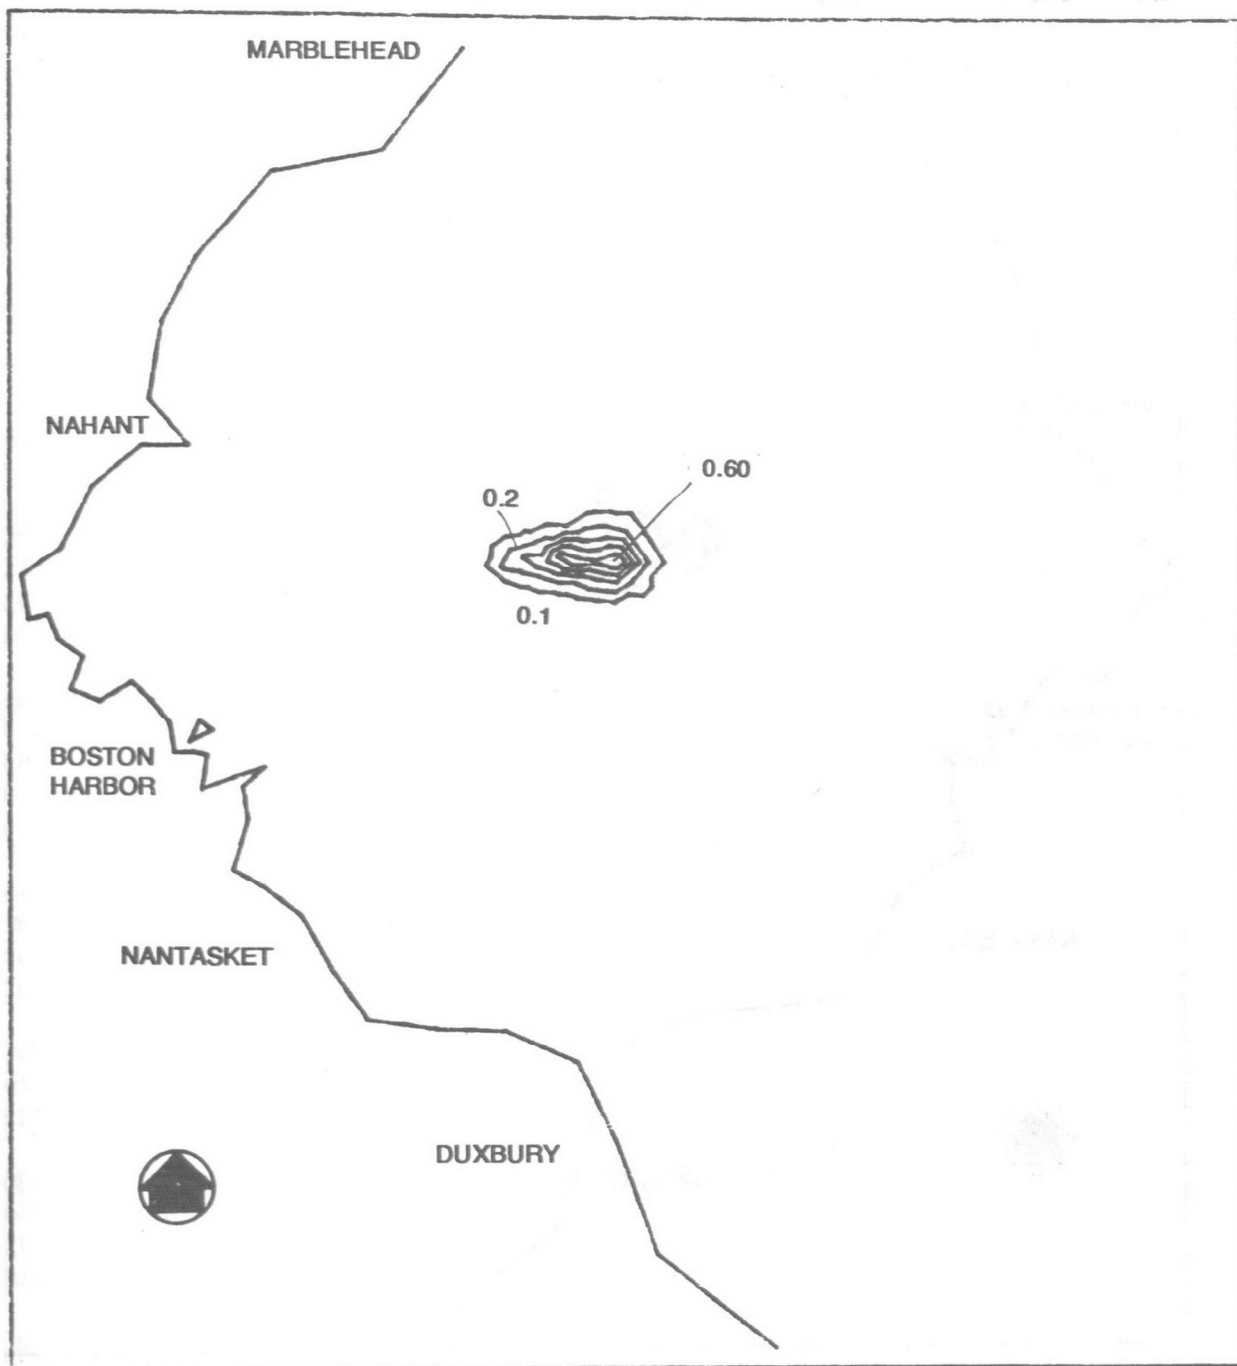 MARBLEHEAD
NAHANT
0.60
0.2
0.1
BOSTON
HARBOR
NANTASKET
DUXBURY